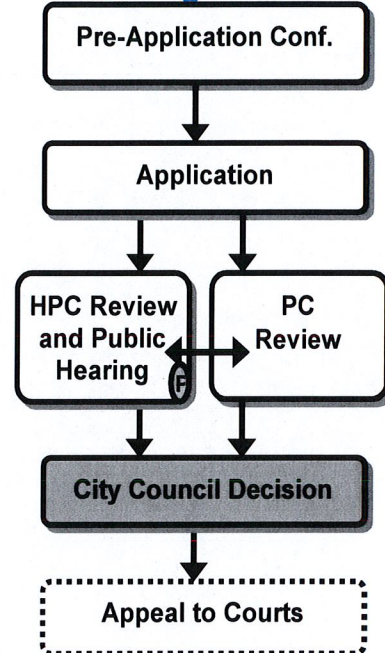 Pre-Application Conf.
Application
HPC Review
and Public
Hearing
P
PC
Review
City Council Decision
Appeal to Courts